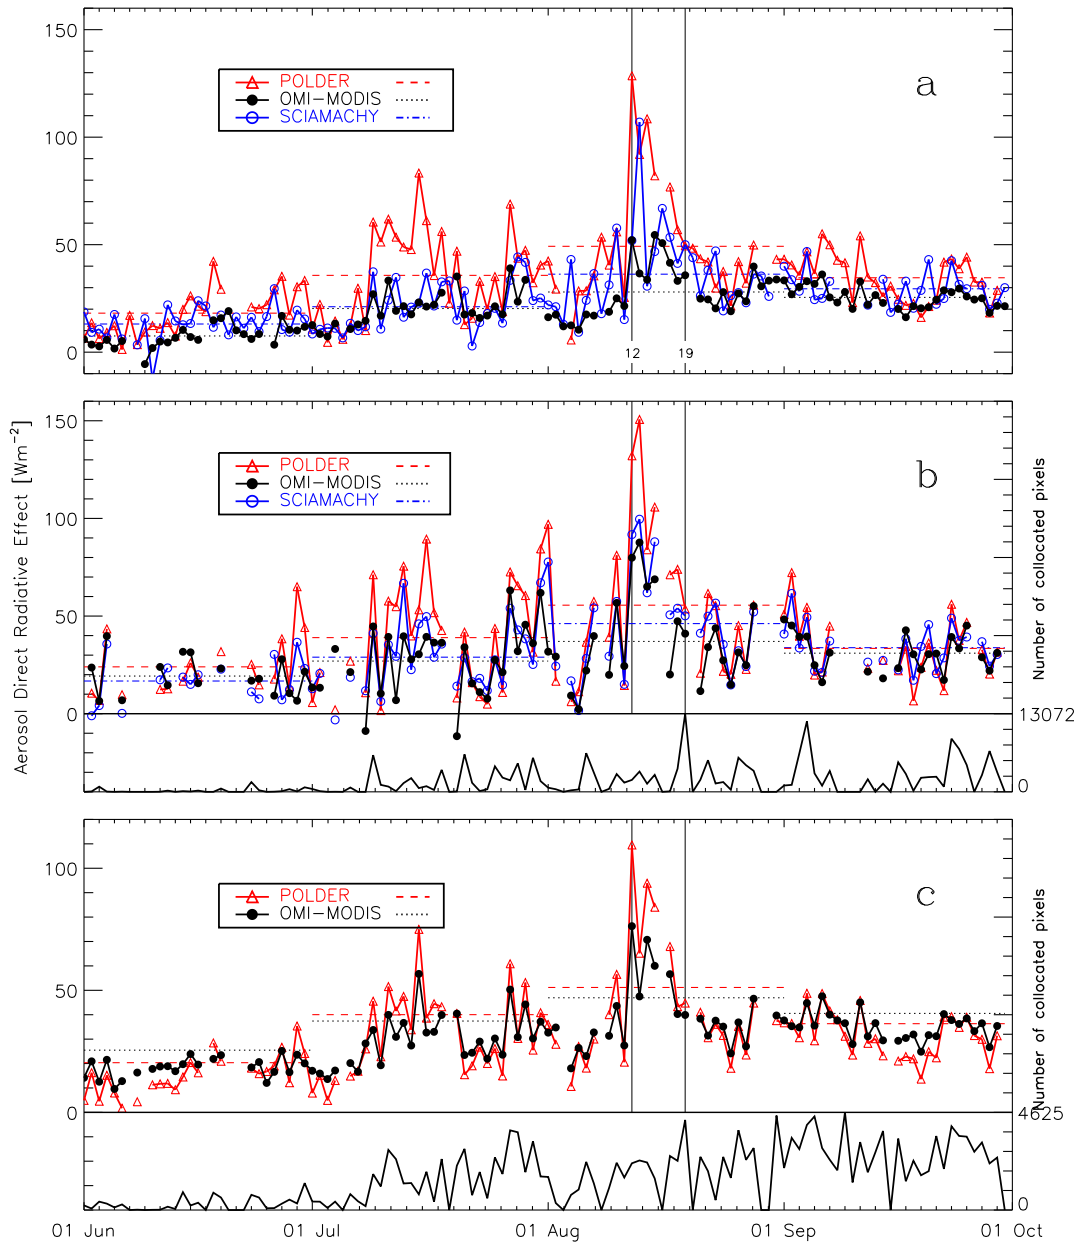 150
100
50
0
POLDER
OMI-MODIS
SCIAMACHY
a
12
19
Aerosol Direct Radiative Effect [Wm-2]
150
100
50
0
POLDER
OMI-MODIS
SCIAMACHY
b
Number of collocated pixels
13072
0
100
50
0
POLDER
OMI-MODIS
c
Number of collocated pixels
4625
0
01 Jun
01 Jul
01 Aug
01 Sep
01 Oct